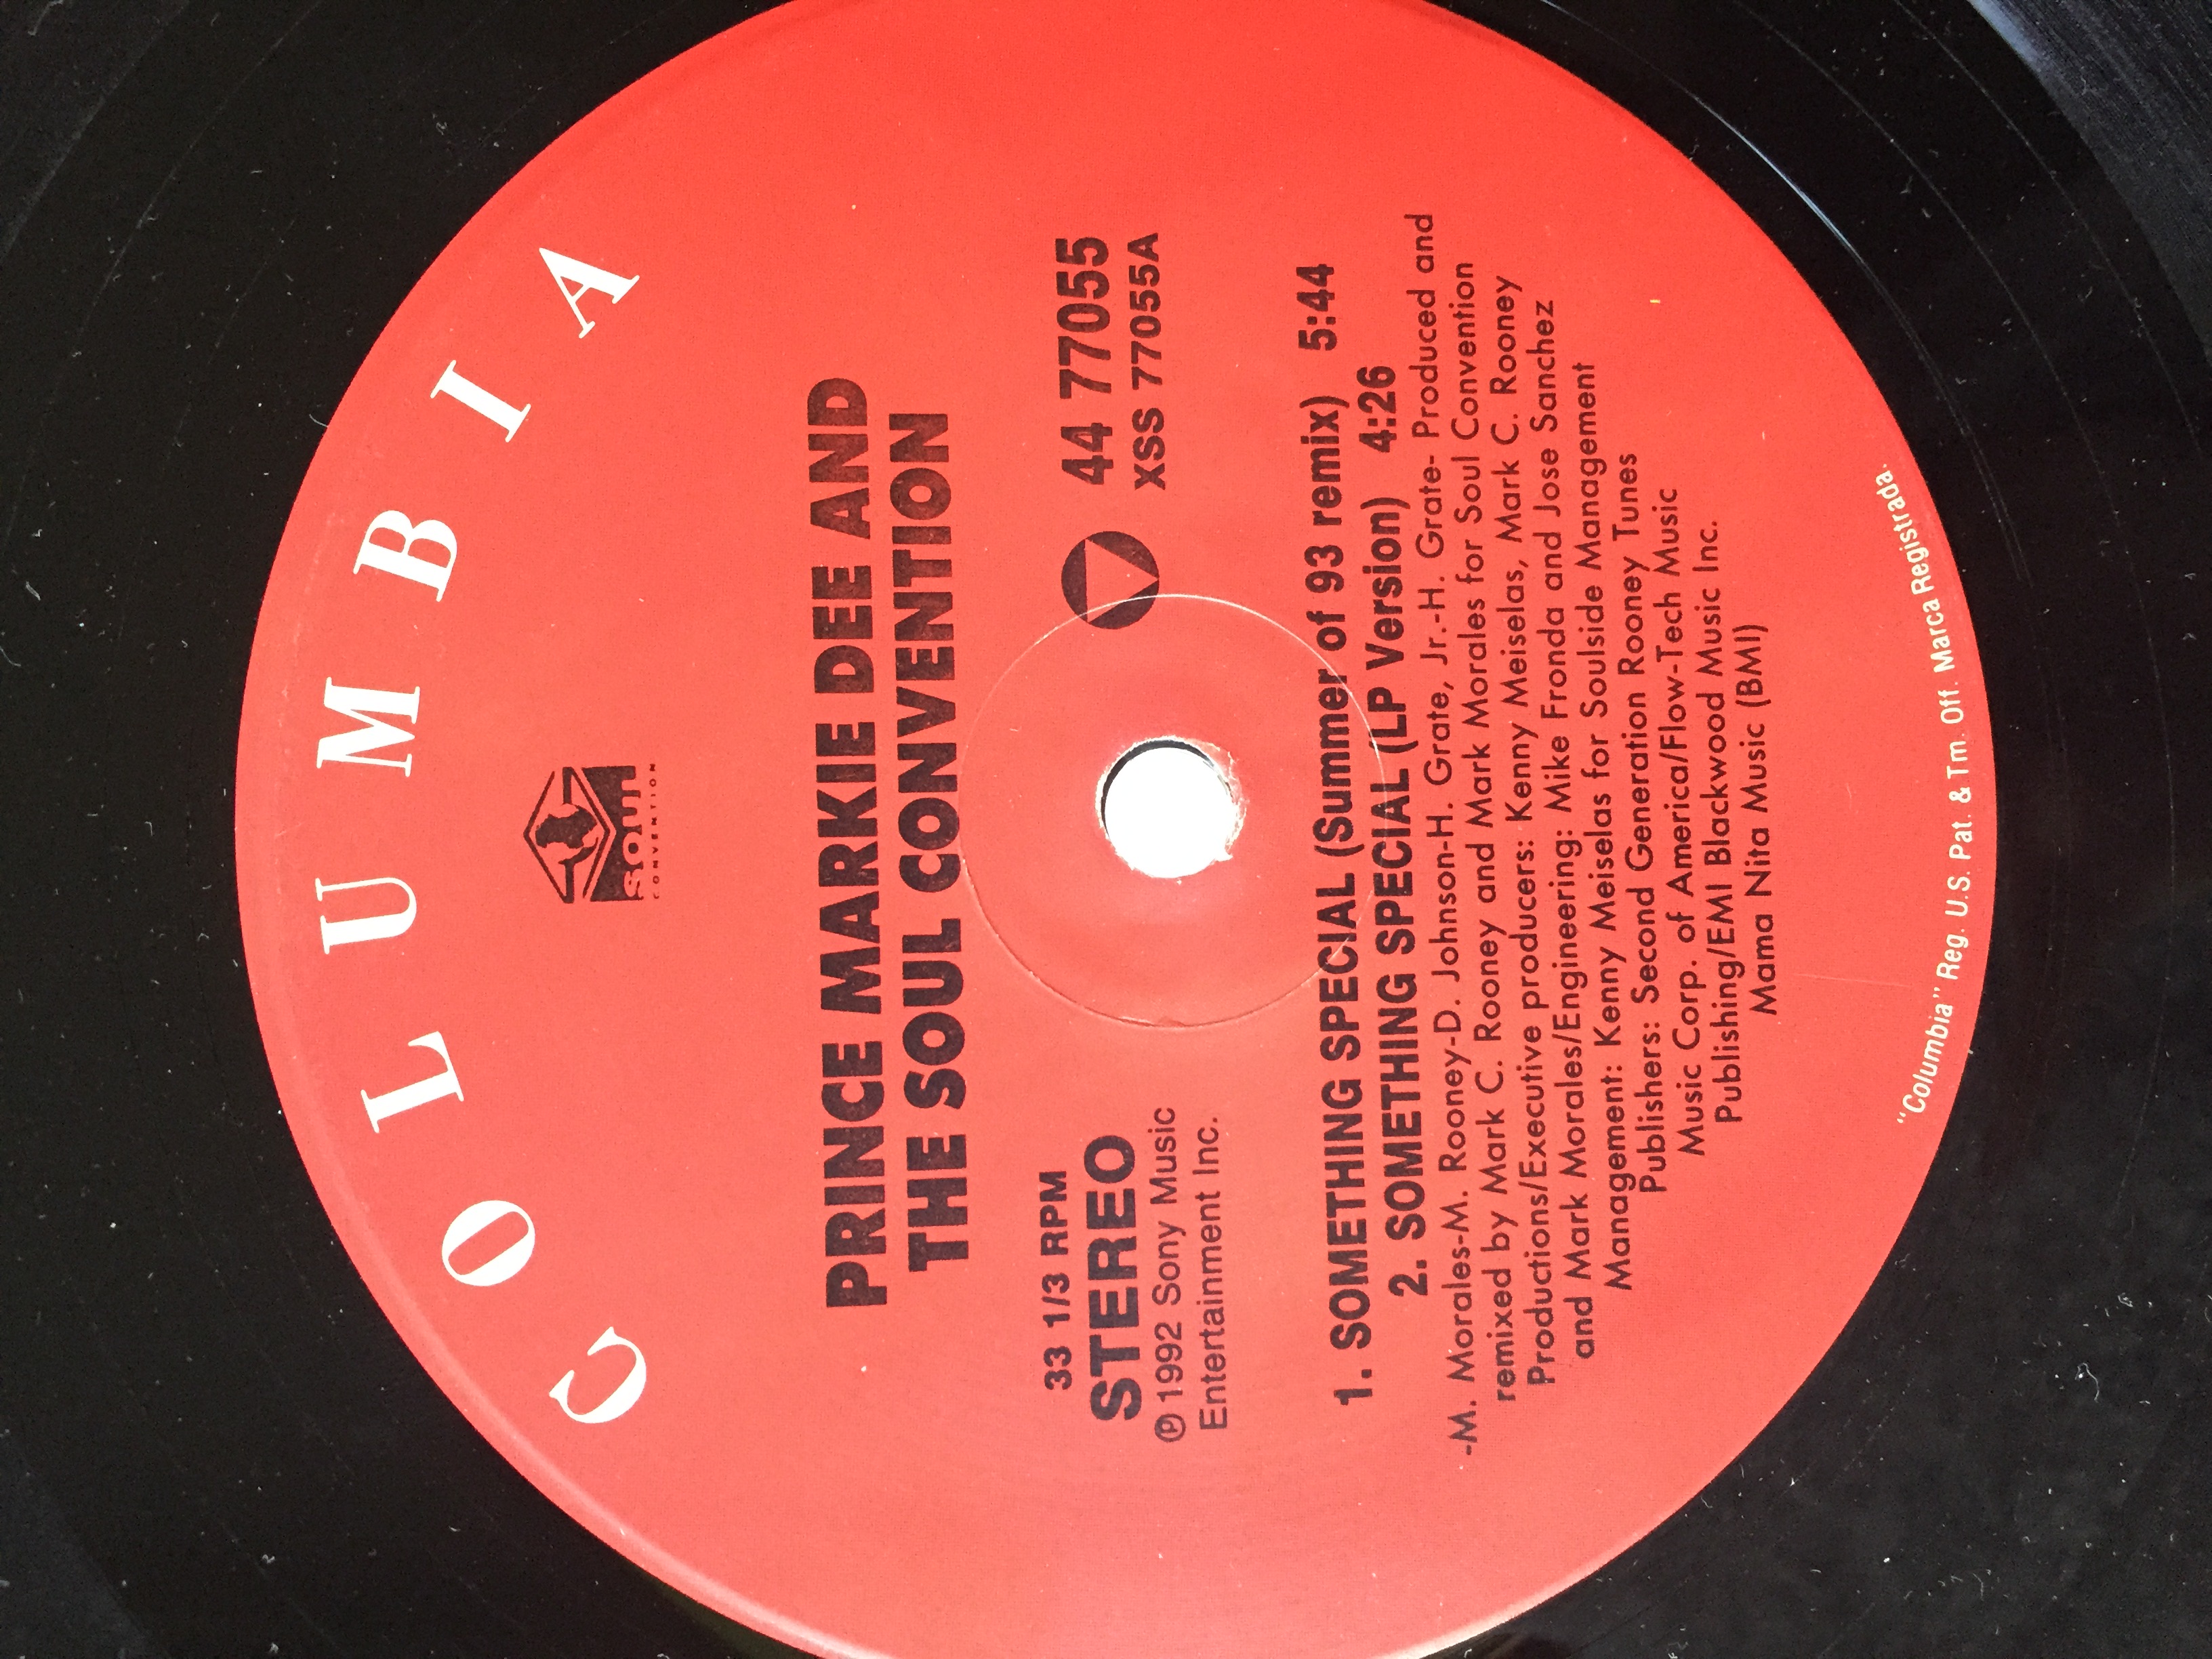 COLUMBIA
SOUL
CONVENTION
PRINCE MARKIE DEE AND
THE SOUL CONVENTION
33 1/3 RPM
STEREO
℗ 1992 Sony Music
Entertainment Inc.
44 77055
XSS 77055A
1. SOMETHING SPECIAL (Summer of 93 remix) 5:44
2. SOMETHING SPECIAL (LP Version) 4:26
-M. Morales-M. Rooney-D. Johnson-H. Grate, Jr.-H. Grate- Produced and
remixed by Mark C. Rooney and Mark Morales for Soul Convention
Productions/Executive producers: Kenny Meiselas, Mark C. Rooney
and Mark Morales/Engineering: Mike Fronda and Jose Sanchez
Management: Kenny Meiselas for Soulside Management
Publishers: Second Generation Rooney Tunes
Music Corp. of America/Flow-Tech Music
Publishing/EMI Blackwood Music Inc.
Mama Nita Music (BMI)
"Columbia" Reg. U.S. Pat. & Tm. Off. Marca Registrada.